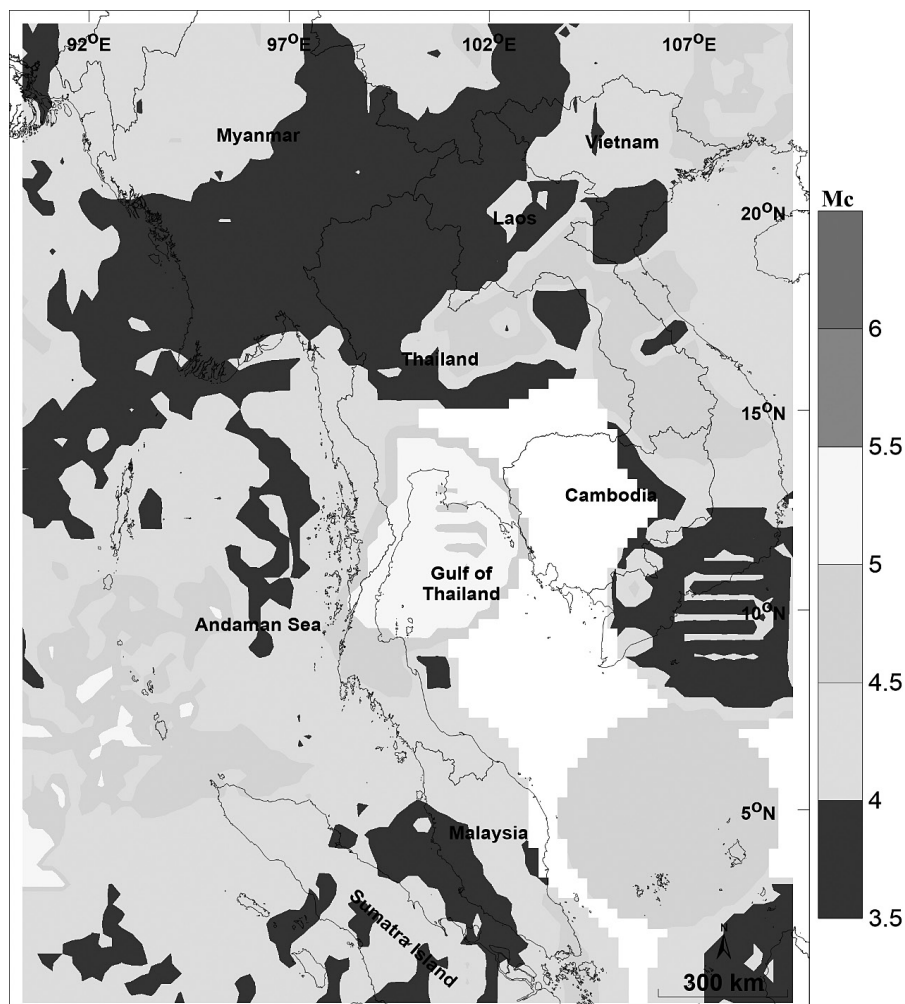 92°E 97°E 102°E 107°E
Myanmar
Vietnam
Mc
Laos
20°N
6
Thailand
15°N
5.5
Cambodia
Gulf of
Thailand
5
10°N
Andaman Sea
4.5
5°N
4
Malaysia
Sumatra Island
3.5
N
300 km